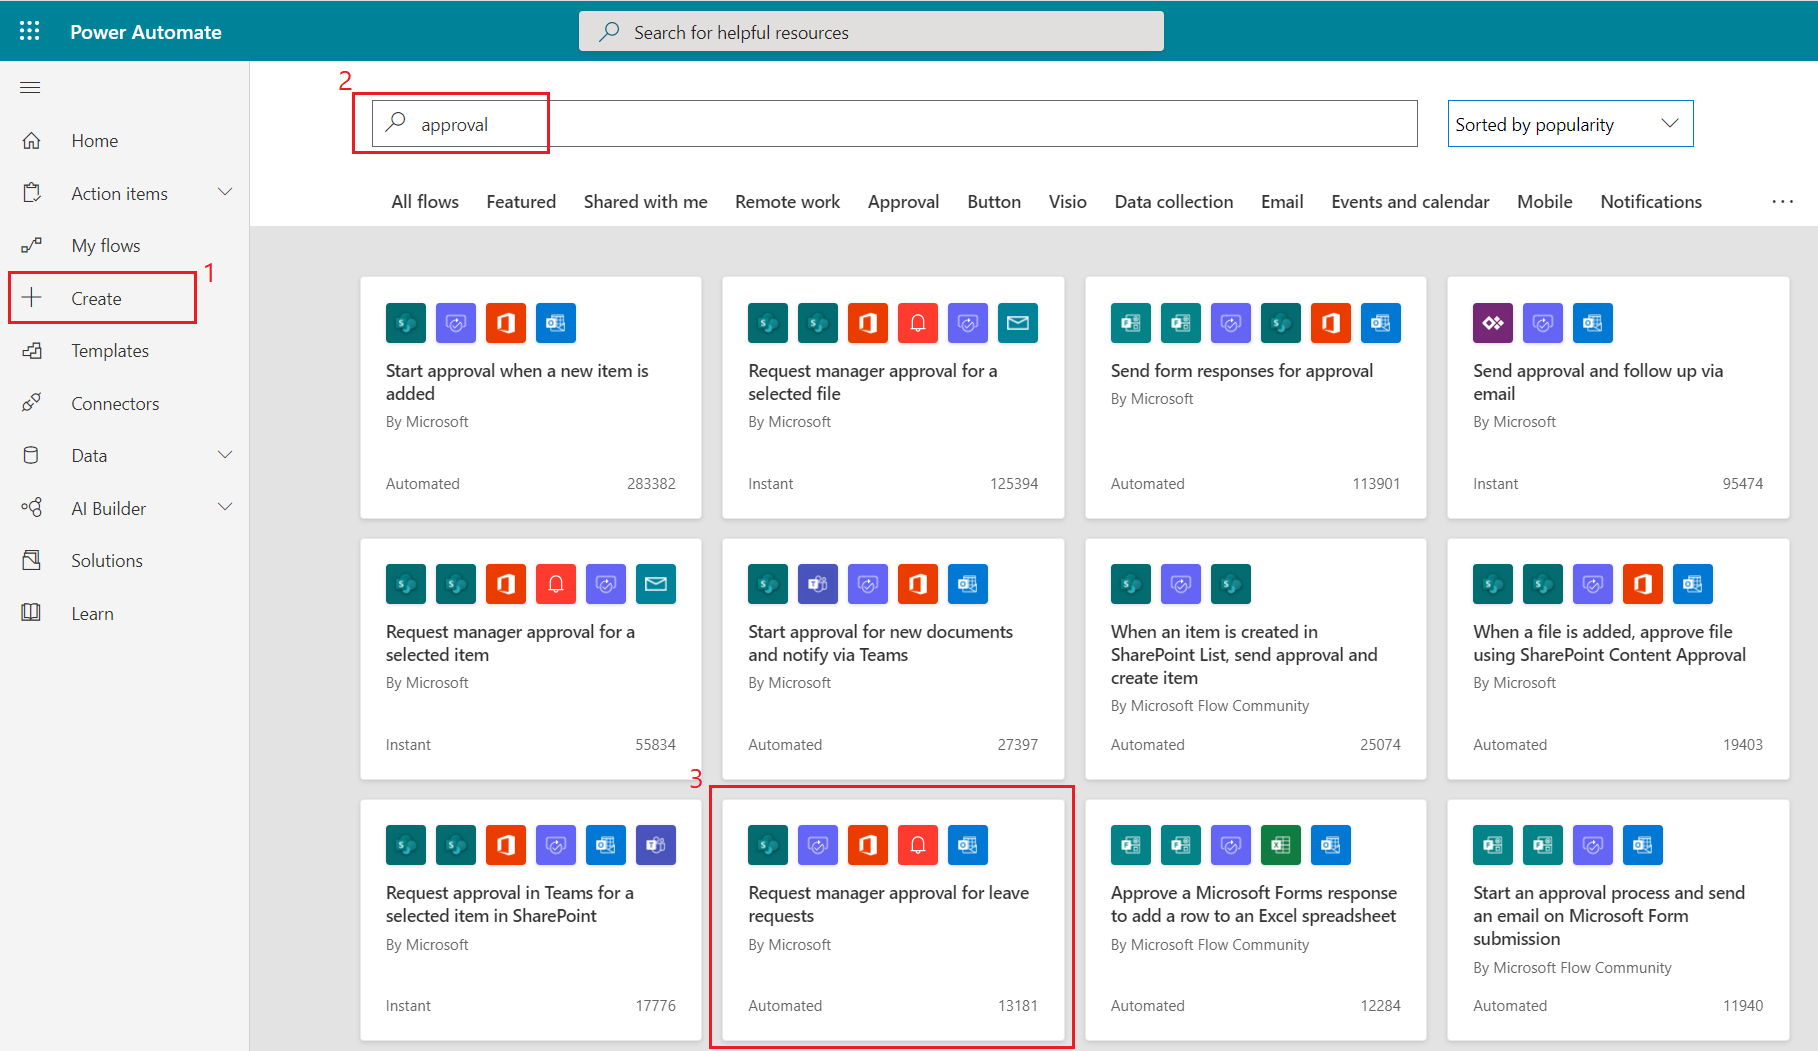 Power Automate
Search for helpful resources
2
approval
Sorted by popularity
Home
Action items
My flows
1
Create
Templates
Connectors
Data
AI Builder
Solutions
Learn
All flows Featured Shared with me Remote work Approval Button Visio Data collection Email Events and calendar Mobile Notifications ...
Start approval when a new item is
added
By Microsoft
Automated 283382
Request manager approval for a
selected file
By Microsoft
Instant 125394
Send form responses for approval
By Microsoft
Automated 113901
Send approval and follow up via
email
By Microsoft
Instant 95474
Request manager approval for a
selected item
By Microsoft
Instant 55834
Start approval for new documents
and notify via Teams
By Microsoft
Automated 27397
When an item is created in
SharePoint List, send approval and
create item
By Microsoft Flow Community
Automated 25074
When a file is added, approve file
using SharePoint Content Approval
By Microsoft
Automated 19403
Request approval in Teams for a
selected item in SharePoint
By Microsoft
Instant 17776
3
Request manager approval for leave
requests
By Microsoft
Automated 13181
Approve a Microsoft Forms response
to add a row to an Excel spreadsheet
By Microsoft Flow Community
Automated 12284
Start an approval process and send
an email on Microsoft Form
submission
By Microsoft Flow Community
Automated 11940